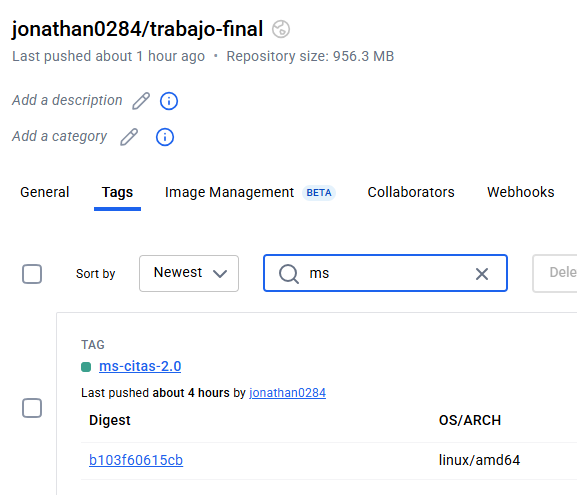 jonathan0284/trabajo-final
Last pushed about 1 hour ago • Repository size: 956.3 MB
Add a description
Add a category
General Tags Image Management BETA Collaborators Webhooks
Sort by Newest ms Dele
TAG
ms-citas-2.0
Last pushed about 4 hours by jonathan0284
Digest OS/ARCH
b103f60615cb linux/amd64